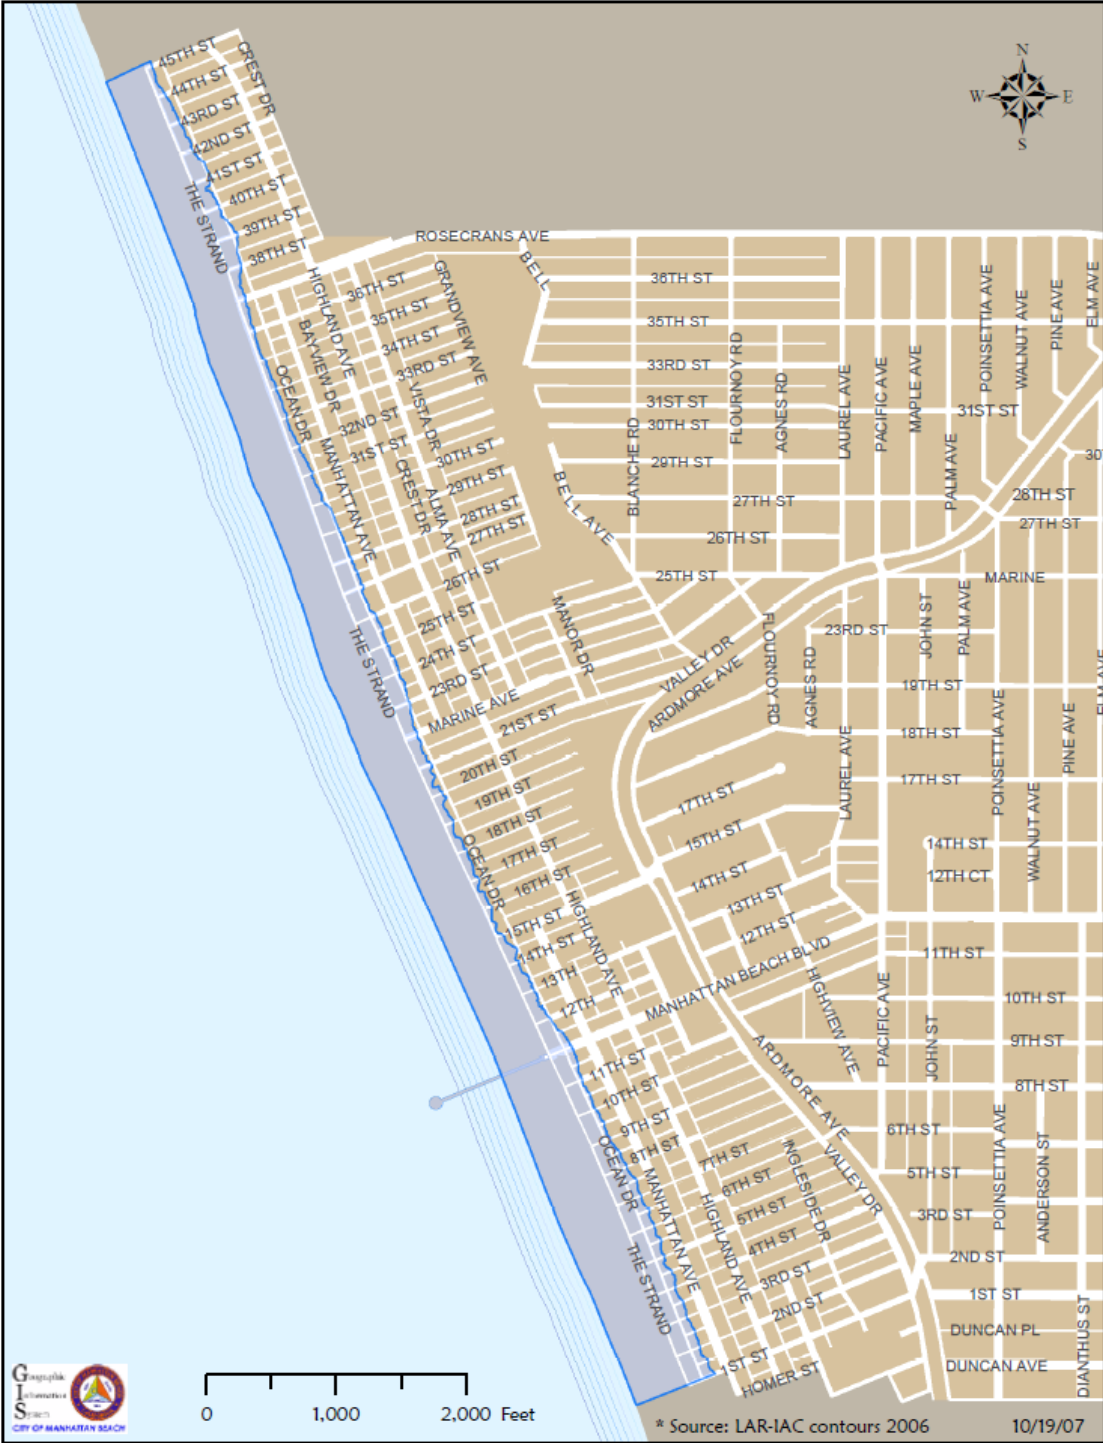 45TH ST
CREST DR
N
44TH ST
W
E
43RD ST
S
42ND ST
41ST ST
40TH ST
THE STRAND
39TH ST
ROSECRANS AVE
38TH ST
BELL
HIGHLAND AVE
GRANDVIEW AVE
36TH ST
36TH ST
POINSETTIA AVE
WALNUT AVE
PINE AVE
ELM AVE
35TH ST
35TH ST
BAYVIEW DR
34TH ST
FLOURNOY RD
33RD ST
33RD ST
OCEAN DR
AGNES RD
LAUREL AVE
PACIFIC AVE
MAPLE AVE
VISTA DR
31ST ST
31ST ST
32ND ST
30TH ST
31ST ST
30TH ST
BLANCHE RD
PALM AVE
30
29TH ST
29TH ST
MANHATTAN AVE
CREST DR
ALMA AVE
BELL AVE
28TH ST
28TH ST
27TH ST
27TH ST
27TH ST
26TH ST
26TH ST
25TH ST
MARINE
25TH ST
MANOR DR
JOHN ST
PALM AVE
23RD ST
24TH ST
THE STRAND
FLOURNOY RD
VALLEY DR
ARDMORE AVE
23RD ST
19TH ST
ELM AVE
AGNES RD
MARINE AVE
21ST ST
18TH ST
POINSETTIA AVE
PINE AVE
LAUREL AVE
20TH ST
17TH ST
19TH ST
17TH ST
18TH ST
15TH ST
WALNUT AVE
17TH ST
14TH ST
OCEAN DR
16TH ST
14TH ST
12TH CT
13TH ST
15TH ST
HIGHLAND AVE
12TH ST
14TH ST
11TH ST
MANHATTAN BEACH BLVD
13TH
12TH
10TH ST
HIGHVIEW AVE
PACIFIC AVE
9TH ST
JOHN ST
11TH ST
ARDMORE AVE
8TH ST
10TH ST
9TH ST
6TH ST
POINSETTIA AVE
8TH ST
7TH ST
5TH ST
ANDERSON ST
OCEAN DR
INGLESIDE DR
VALLEY DR
6TH ST
MANHATTAN AVE
5TH ST
3RD ST
HIGHLAND AVE
4TH ST
2ND ST
THE STRAND
3RD ST
1ST ST
2ND ST
DUNCAN PL
DIANTHUS ST
1ST ST
DUNCAN AVE
HOMER ST
Geographic
Information
System
CITY OF MANHATTAN BEACH
0 1,000 2,000 Feet
* Source: LAR-IAC contours 2006 10/19/07